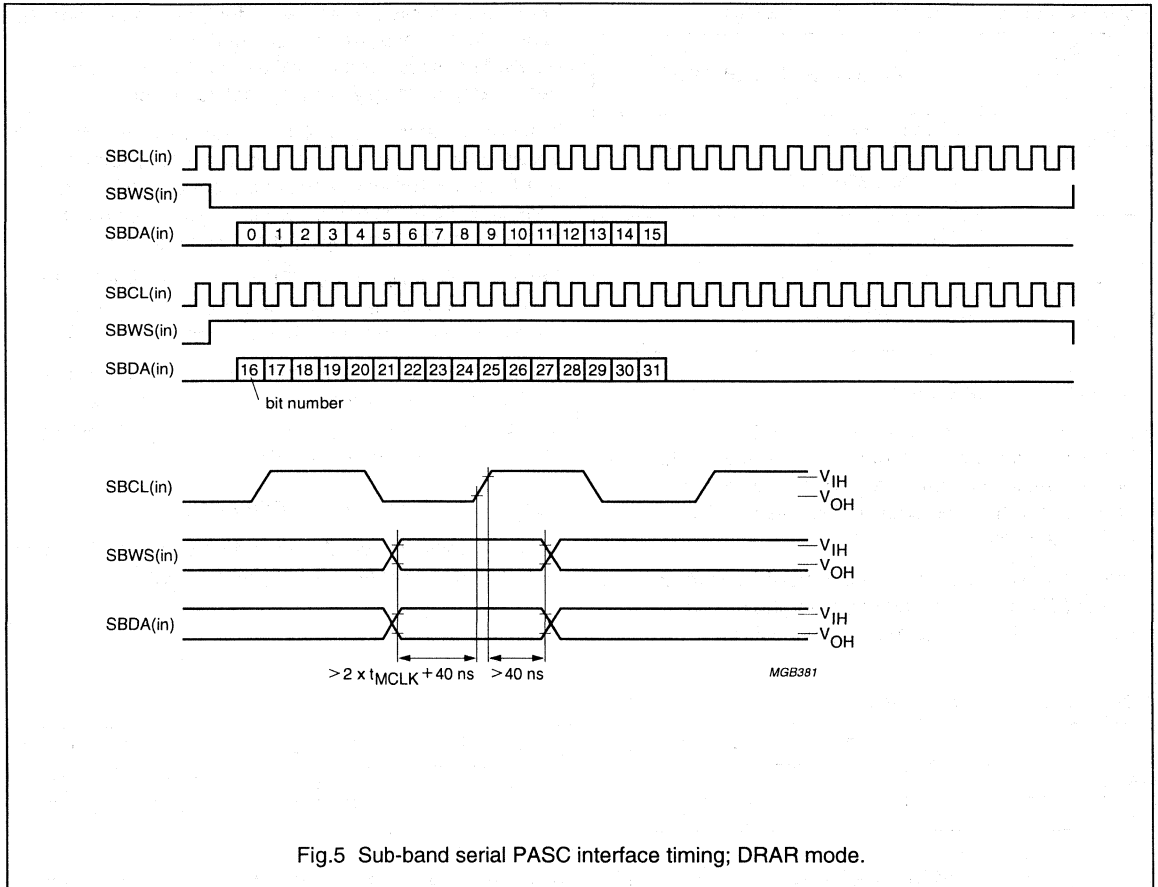 SBCL(in)
SBWS(in)
SBDA(in) 0 1 2 3 4 5 6 7 8 9 10 11 12 13 14 15
SBCL(in)
SBWS(in)
SBDA(in) 16 17 18 19 20 21 22 23 24 25 26 27 28 29 30 31
bit number
SBCL(in) VIH
VOH
SBWS(in) VIH
VOH
SBDA(in) VIH
VOH
>2 x tMCLK +40 ns >40 ns MGB381
Fig.5 Sub-band serial PASC interface timing; DRAR mode.